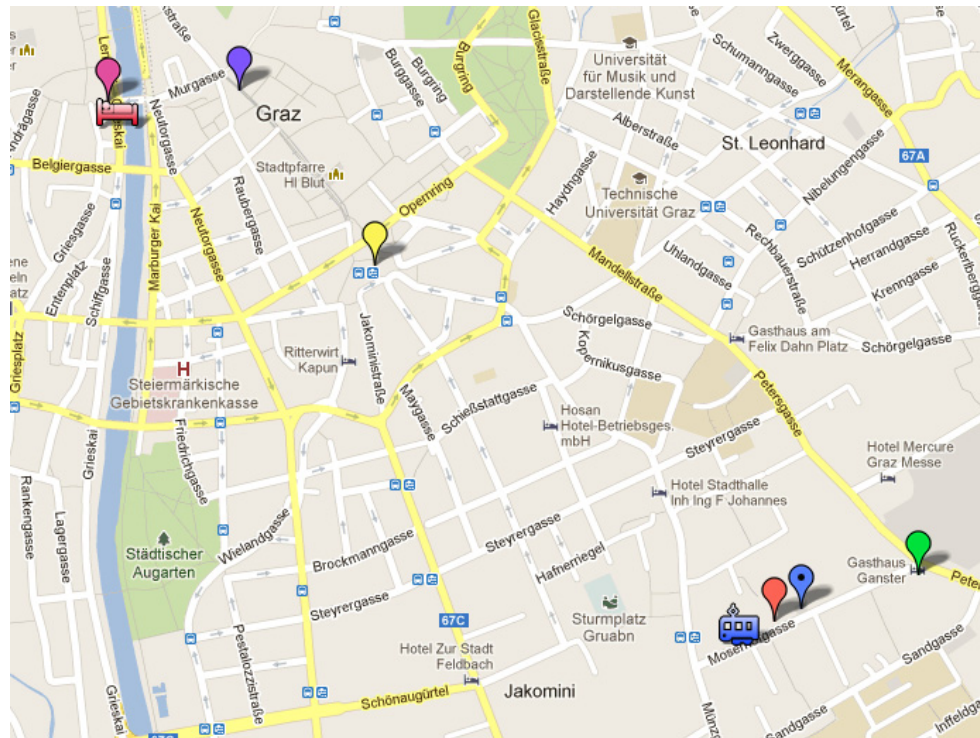 Murgasse
Graz
Neutorgasse
Burggasse
Burgring
Burgring
Glacisstraße
Universität
für Musik und
Darstellende Kunst
Schumanngasse
Zwerggasse
Merangasse
Alberstraße
St. Leonhard
67A
Nibelungengasse
Belgiergasse
Stadtpfarre
Hl Blut
Opernring
Haydngasse
Technische
Universität Graz
Raubergasse
Neutorgasse
Griesgasse
Marburger Kai
Entenplatz
Schiffgasse
Mandellstraße
Uhlandgasse
Rechbauerstraße
Schützenhofgasse
Herrandgasse
Krenngasse
Griesplatz
Jakoministraße
Schörgelgasse
Kopernikusgasse
Gasthaus am
Felix Dahn Platz
Schörgelgasse
Ritterwirt
Kapun
H
Steiermärkische
Gebietskrankenkasse
Maygasse
Schießstattgasse
Petersgasse
Hosan
Hotel-Betriebsges.
mbH
Steyrergasse
Hotel Mercure
Graz Messe
Friedrichgasse
Grieskai
Rankengasse
Lagergasse
Hotel Stadthalle
Inh Ing F Johannes
Städtischer
Augarten
Wielandgasse
Brockmanngasse
Steyrergasse
Hafnerriegel
Gasthaus
Ganster
Steyrergasse
67C
Sturmplatz
Gruabn
Hotel Zur Stadt
Feldbach
Pestalozzistraße
Sandgasse
Schönaugürtel
Jakomini
Grieskai
Sandgasse